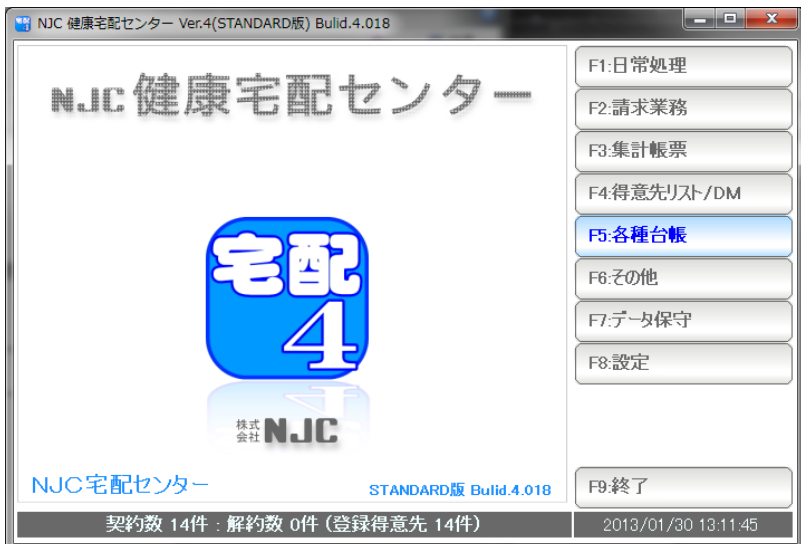 NJC 健康宅配センター Ver.4(STANDARD版) Bulid.4.018
NJC 健康宅配センター
宅配
4
株式会社 NJC
NJC宅配センター
STANDARD版 Bulid.4.018
F1:日常処理
F2:請求業務
F3:集計帳票
F4:得意先リスト/DM
F5:各種台帳
F6:その他
F7:データ保守
F8:設定
F9:終了
契約数 14件 : 解約数 0件 (登録得意先 14件)
2013/01/30 13:11:45